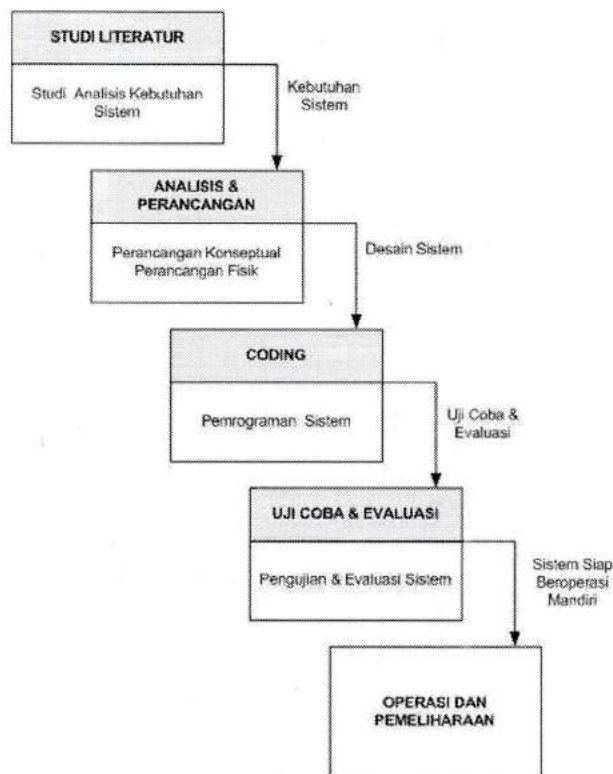 STUDI LITERATUR
Studi Analisis Kebutuhan
Sistem
Kebutuhan
Sistem
ANALISIS &
PERANCANGAN
Perancangan Konseptual
Perancangan Fisik
Desain Sistem
CODING
Pemrograman Sistem
Uji Coba &
Evaluasi
UJI COBA & EVALUASI
Pengujian & Evaluasi Sistem
Sistem Siap
Beroperasi
Mandiri
OPERASI DAN
PEMELIHARAAN